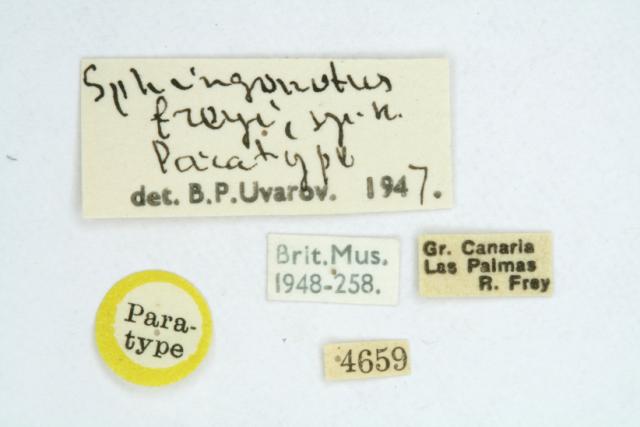 Sphingonotus
freyi, sp. n.
Paratype
det. B.P.Uvarov. 1947.
Brit.Mus.
1948-258.
Gr. Canaria
Las Palmas
R. Frey
Para-
type
4659